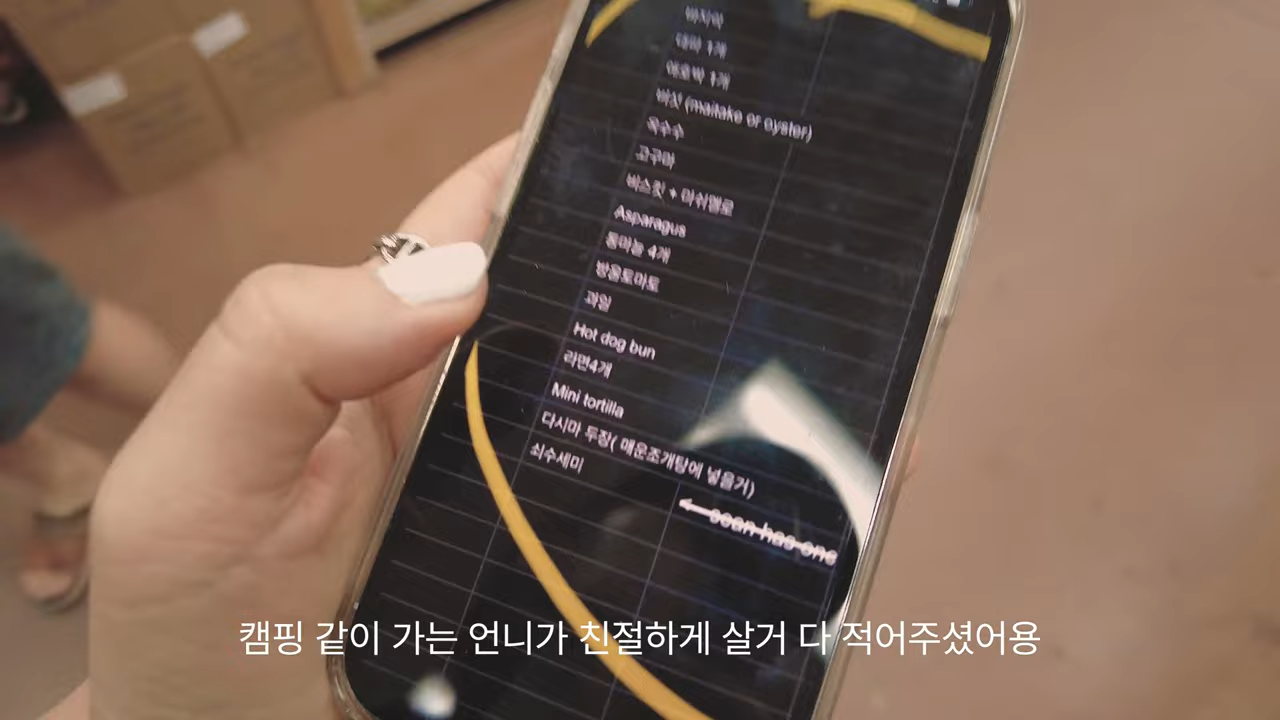 바지락
대파 1개
애호박 1개
버섯 (maitake or oyster)
옥수수
고구마
비스킷 + 마쉬멜로
Asparagus
통마늘 4개
방울토마토
과일
Hot dog bun
라면4개
Mini tortilla
다시마 두장( 매운조개탕에 넣을거)
쇠수세미
sean has one
캠핑 같이 가는 언니가 친절하게 살거 다 적어주셨어용